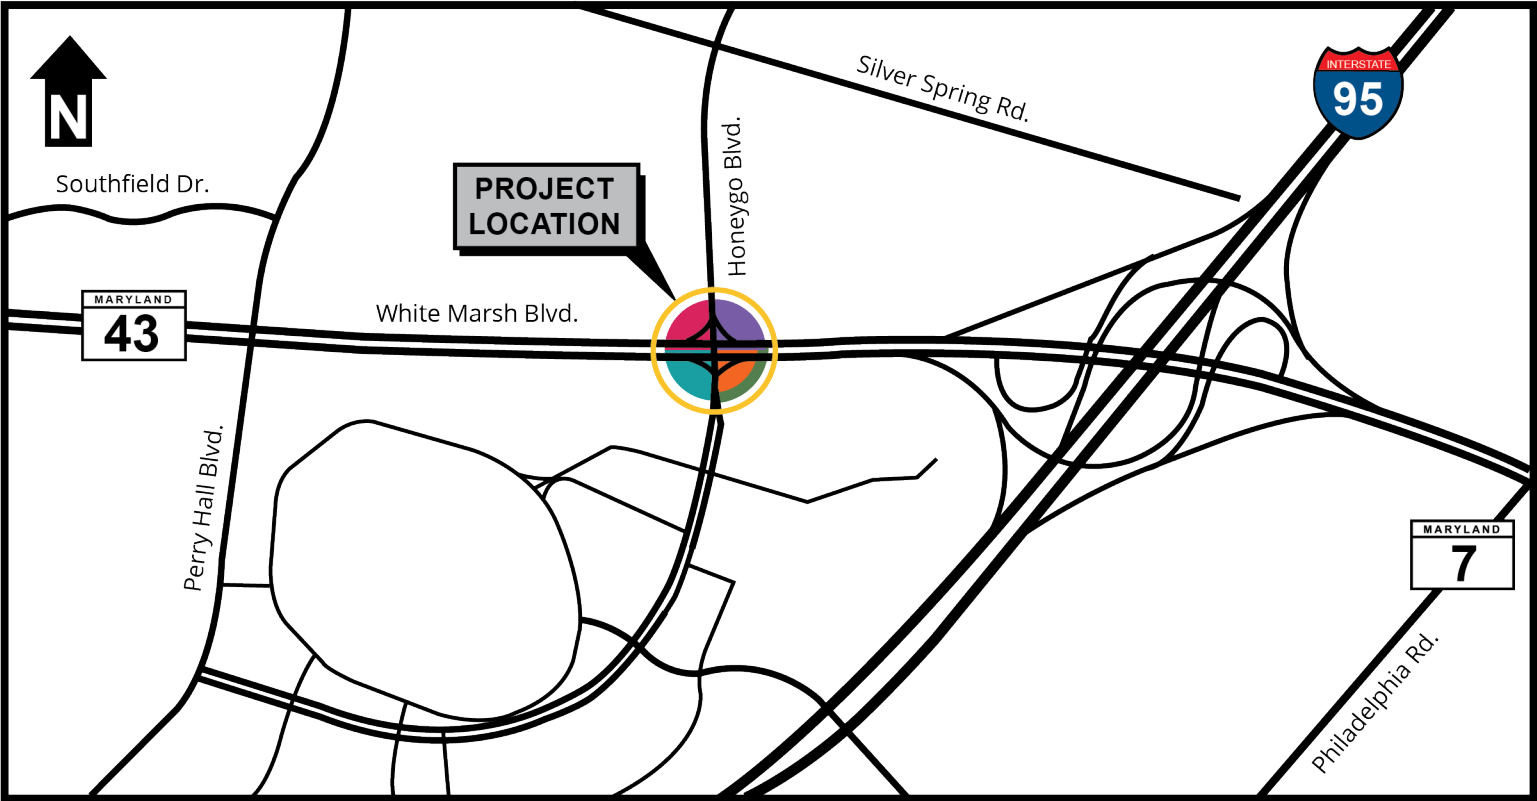 Silver Spring Rd.
INTERSTATE
95
N
Southfield Dr.
PROJECT
LOCATION
Honeygo Blvd.
MARYLAND
43
White Marsh Blvd.
Perry Hall Blvd.
MARYLAND
7
Philadelphia Rd.